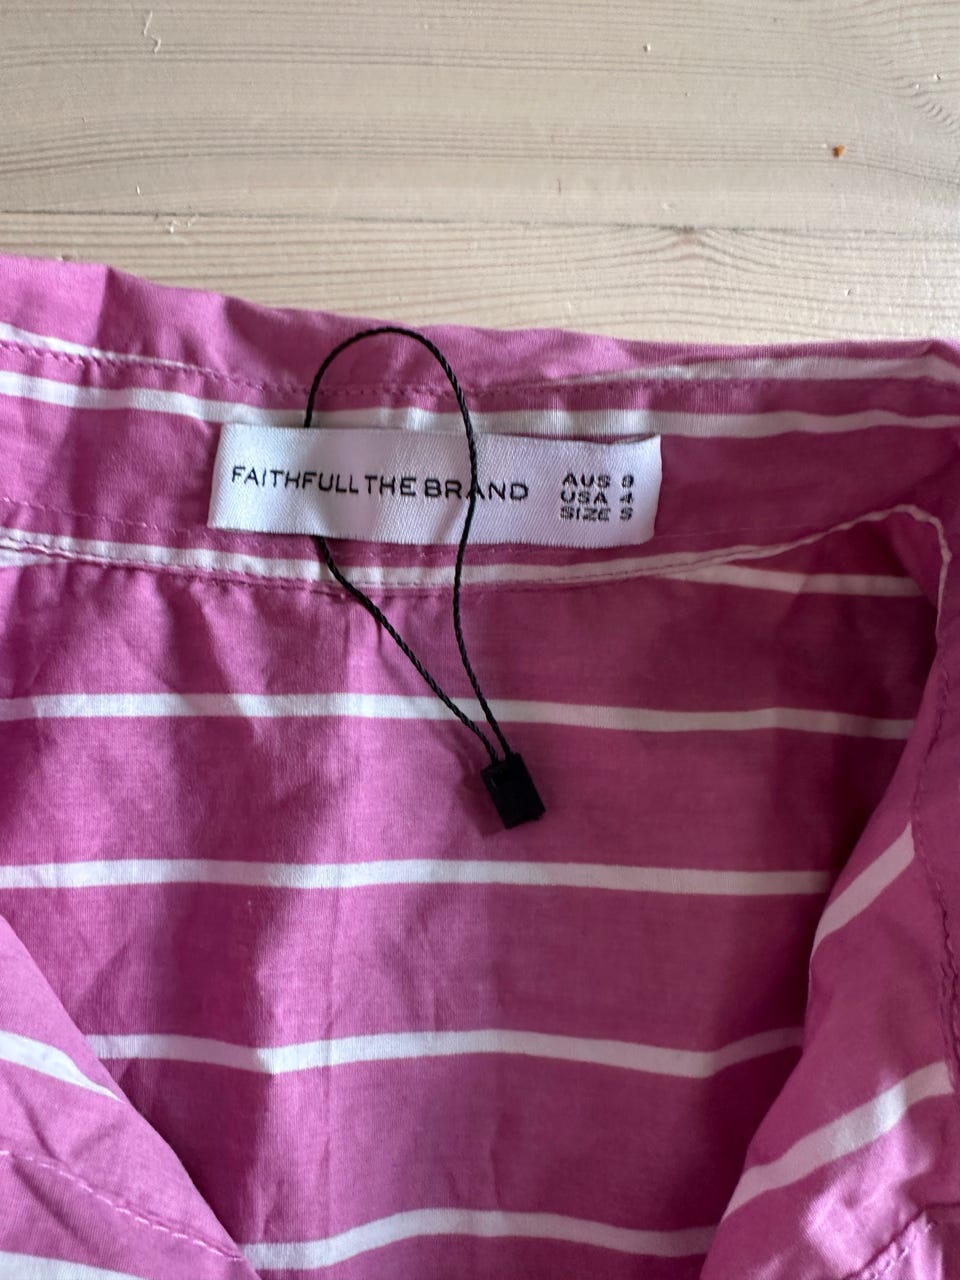 FAITHFULL THE BRAND
AUS 8
USA 4
SIZE S